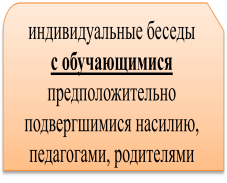 индивидуальные беседы
с обучающимися
предположительно
подвергшимися насилию,
педагогами, родителями